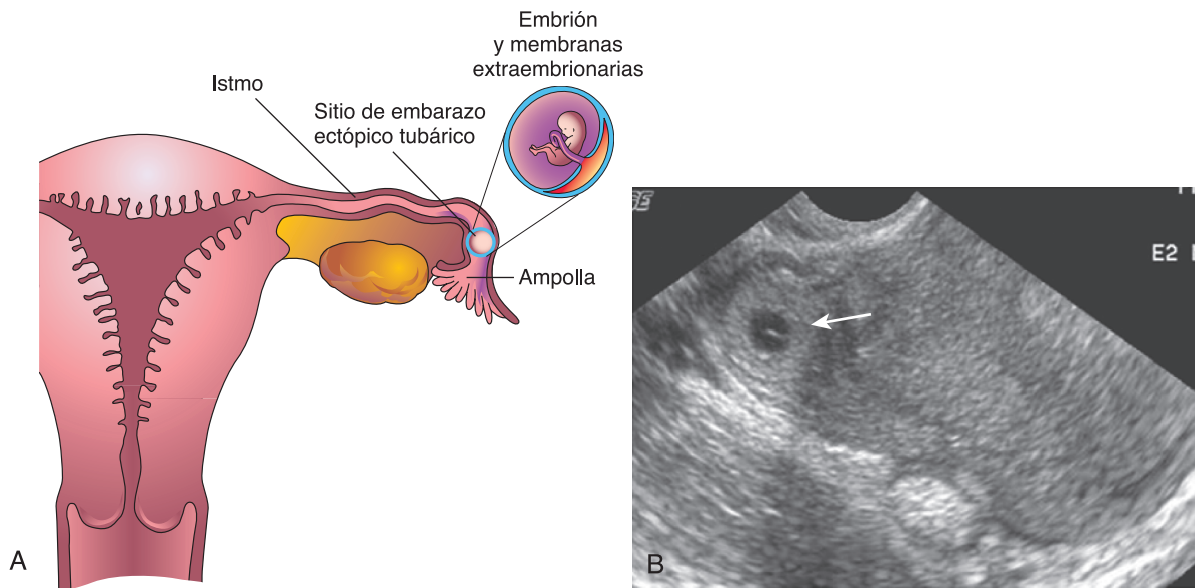 Embrión
y membranas
extraembrionarias
Istmo
Sitio de embarazo
ectópico tubárico
Ampolla
A
E2
B